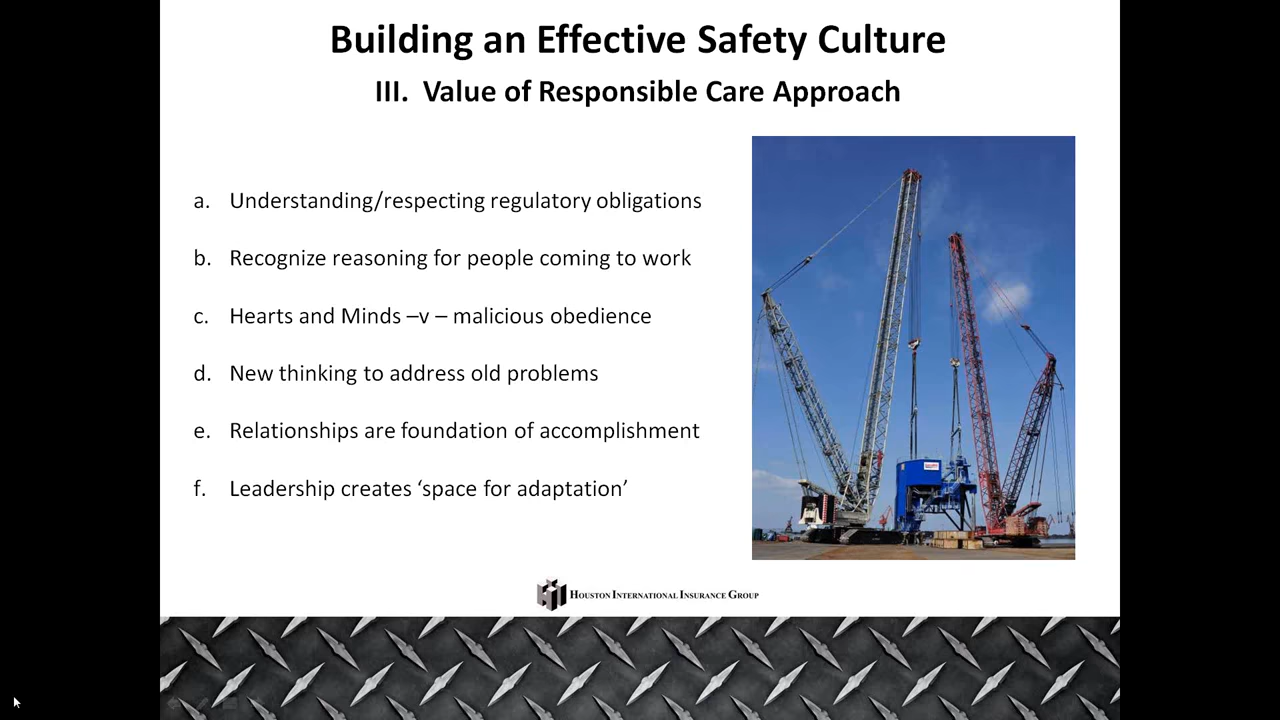 Building an Effective Safety Culture
III. Value of Responsible Care Approach
a. Understanding/respecting regulatory obligations
b. Recognize reasoning for people coming to work
c. Hearts and Minds –v – malicious obedience
d. New thinking to address old problems
e. Relationships are foundation of accomplishment
f. Leadership creates ‘space for adaptation’
HOUSTON INTERNATIONAL INSURANCE GROUP